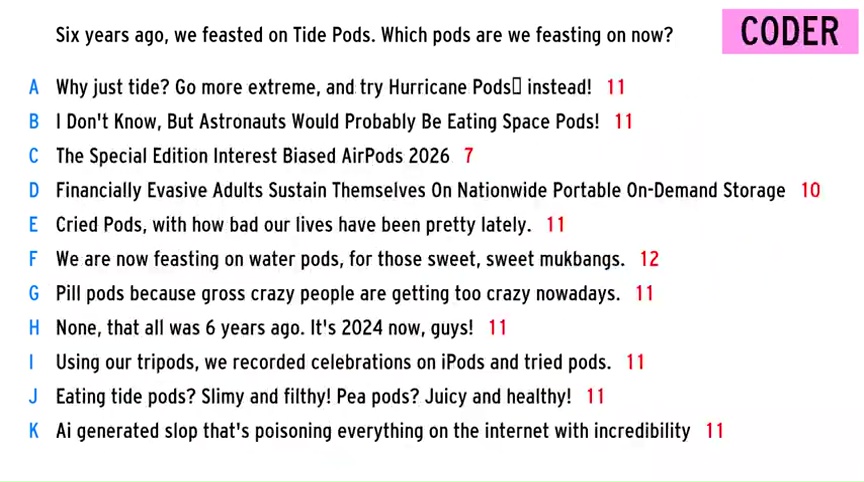 Six years ago, we feasted on Tide Pods. Which pods are we feasting on now?
CODER
A Why just tide? Go more extreme, and try Hurricane Pods▯ instead! 11
B I Don't Know, But Astronauts Would Probably Be Eating Space Pods! 11
C The Special Edition Interest Biased AirPods 2026 7
D Financially Evasive Adults Sustain Themselves On Nationwide Portable On-Demand Storage 10
E Cried Pods, with how bad our lives have been pretty lately. 11
F We are now feasting on water pods, for those sweet, sweet mukbangs. 12
G Pill pods because gross crazy people are getting too crazy nowadays. 11
H None, that all was 6 years ago. It's 2024 now, guys! 11
I Using our tripods, we recorded celebrations on iPods and tried pods. 11
J Eating tide pods? Slimy and filthy! Pea pods? Juicy and healthy! 11
K Ai generated slop that's poisoning everything on the internet with incredibility 11